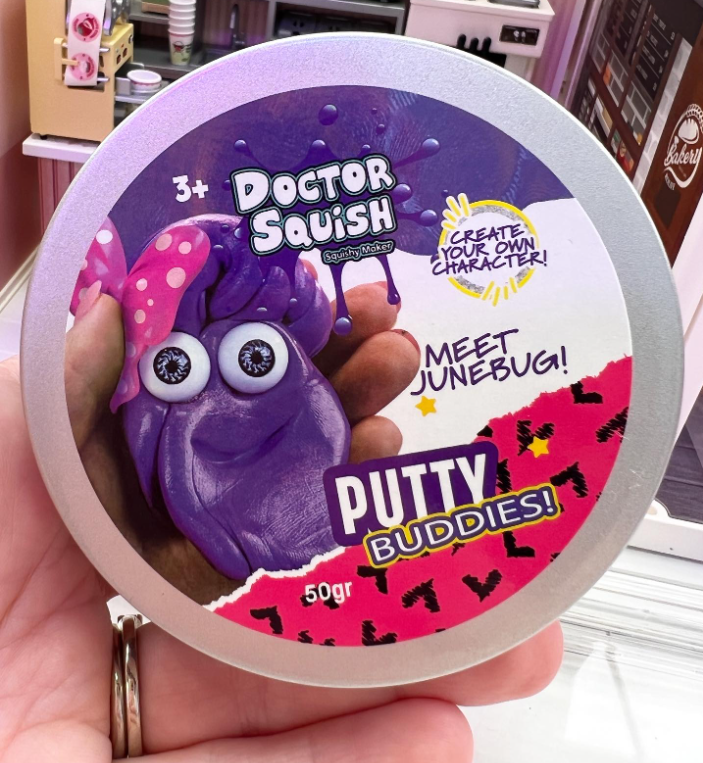 3+
DOCTOR
SQUISH
Squishy Maker
CREATE
YOUR OWN
CHARACTER!
MEET
JUNEBUG!
PUTTY
BUDDIES!
50gr
Bakery